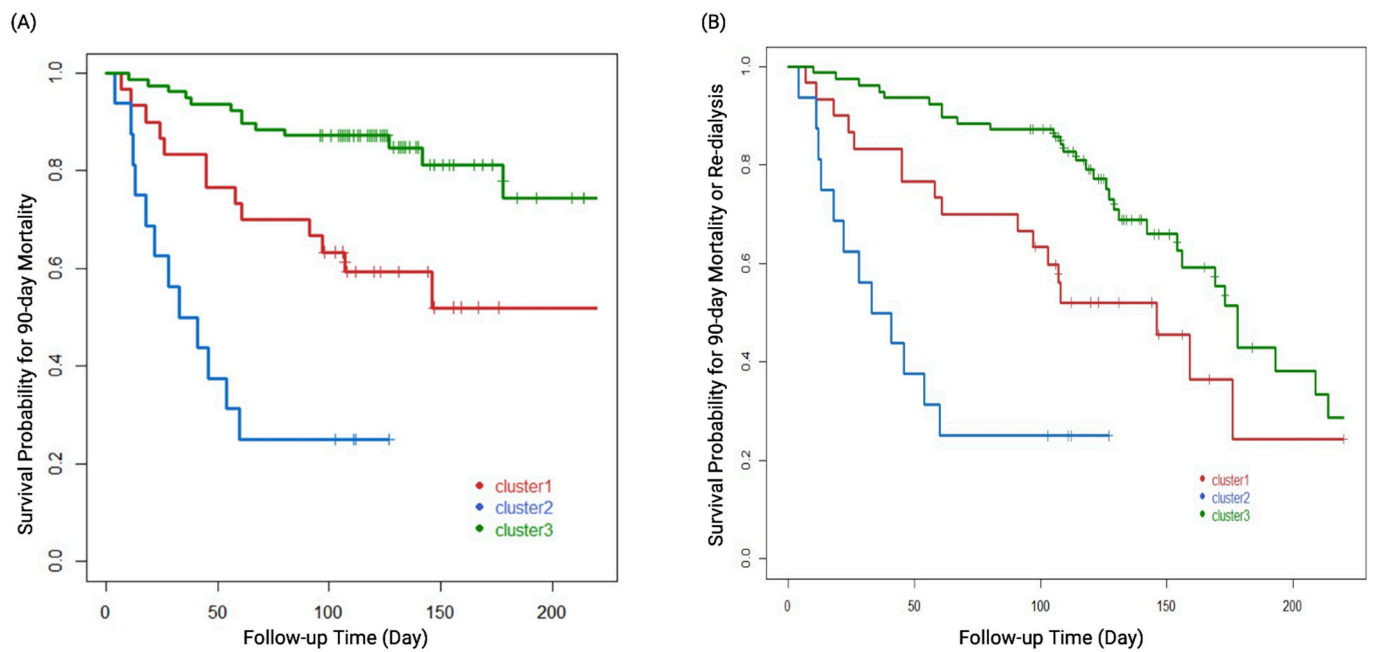 (A)
Survival Probability for 90-day Mortality
1.0
0.8
0.6
0.4
0.2
0.0
cluster1
cluster2
cluster3
0 50 100 150 200
Follow-up Time (Day)
(B)
Survival Probability for 90-day Mortality or Re-dialysis
1.0
0.8
0.6
0.4
0.2
0.0
cluster1
cluster2
cluster3
0 50 100 150 200
Follow-up Time (Day)